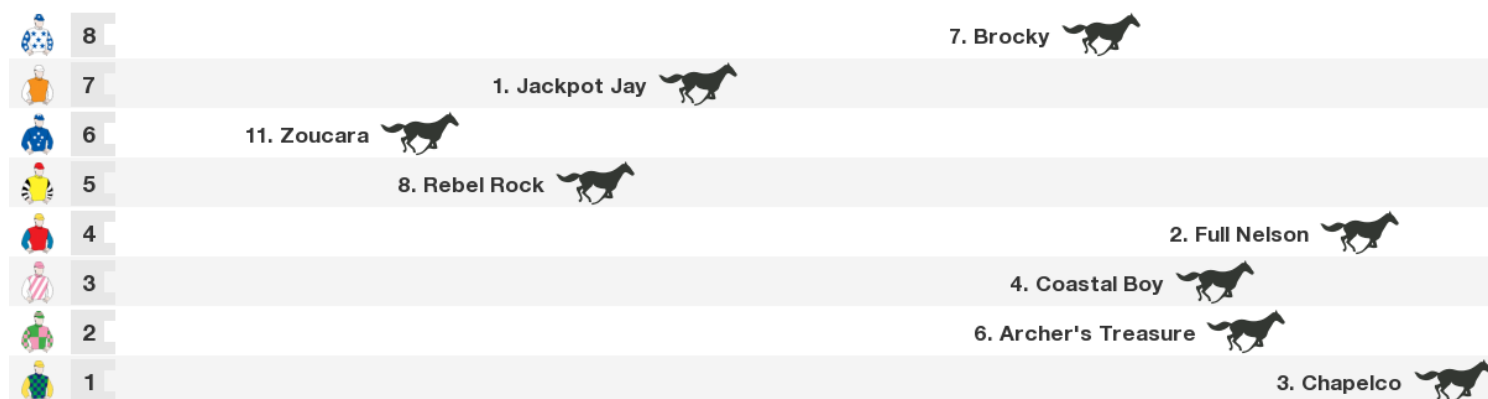 8 7. Brocky
7 1. Jackpot Jay
6 11. Zoucara
5 8. Rebel Rock
4 2. Full Nelson
3 4. Coastal Boy
2 6. Archer's Treasure
1 3. Chapelco